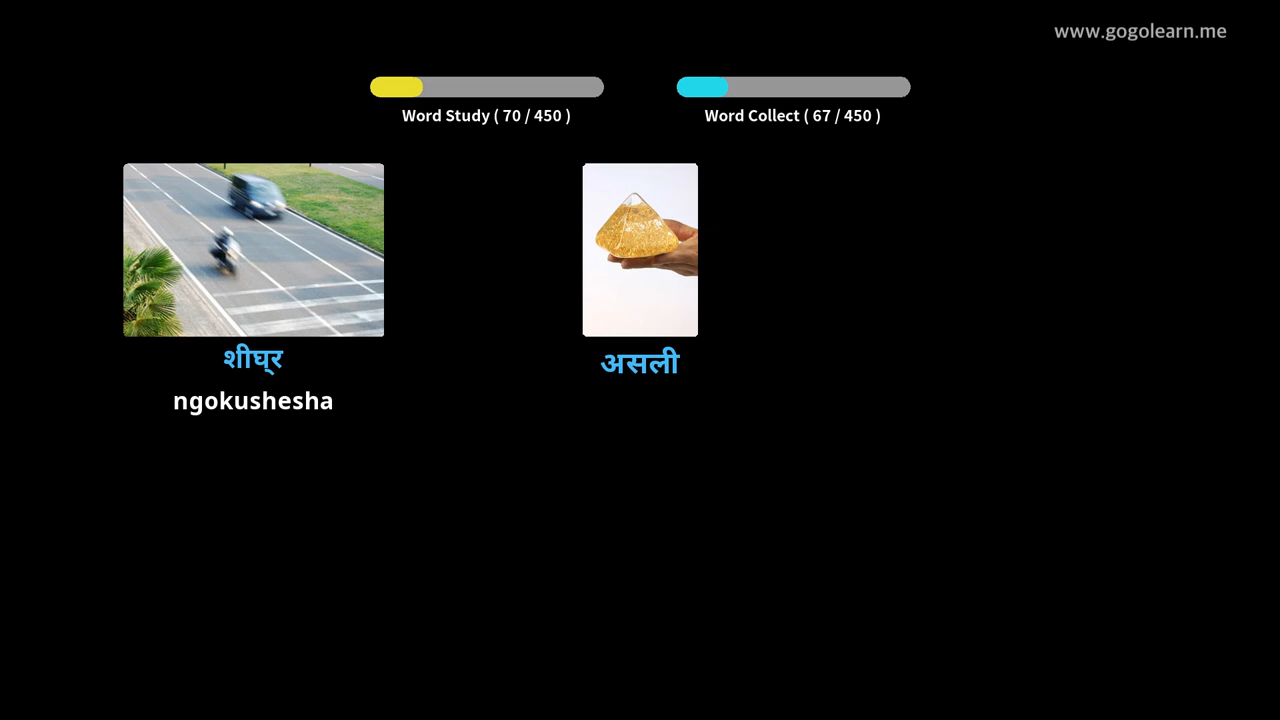 www.gogolearn.me
Word Study ( 70 / 450 )
Word Collect ( 67 / 450 )
शीघ्र
ngokushesha
असली